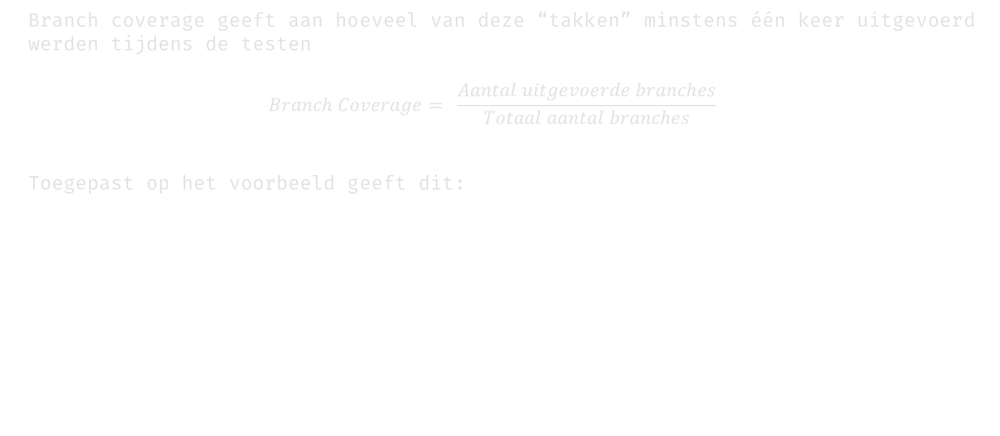 Branch coverage geeft aan hoeveel van deze “takken” minstens één keer uitgevoerd
werden tijdens de testen
Branch Coverage = Aantal uitgevoerde branches
Totaal aantal branches
Toegepast op het voorbeeld geeft dit: